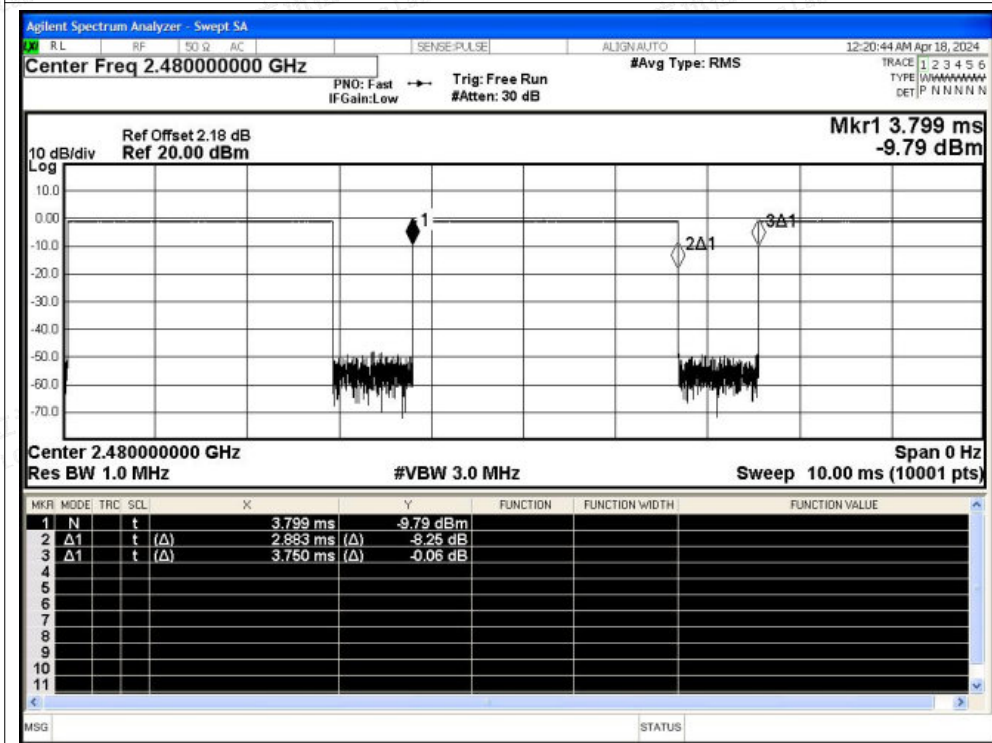 Agilent Spectrum Analyzer - Swept SA
LXI RL RF 50 Ω AC SENSE:PULSE ALIGN AUTO 12:20:44 AM Apr 18, 2024
Center Freq 2.480000000 GHz #Avg Type: RMS TRACE 1 2 3 4 5 6
PNO: Fast Trig: Free Run TYPE WWWWWW
IFGain:Low #Atten: 30 dB DET P N N N N N
Mkr1 3.799 ms
Ref Offset 2.18 dB
10 dB/div Ref 20.00 dBm -9.79 dBm
Log
10.0
0.00
1
3Δ1
-10.0
2Δ1
-20.0
-30.0
-40.0
-50.0
-60.0
-70.0
Center 2.480000000 GHz Span 0 Hz
Res BW 1.0 MHz #VBW 3.0 MHz Sweep 10.00 ms (10001 pts)
MKR MODE TRC SCL X Y FUNCTION FUNCTION WIDTH FUNCTION VALUE
1 N t 3.799 ms -9.79 dBm
2 Δ1 t (Δ) 2.883 ms (Δ) -8.25 dB
3 Δ1 t (Δ) 3.750 ms (Δ) -0.06 dB
4
5
6
7
8
9
10
11
MSG STATUS